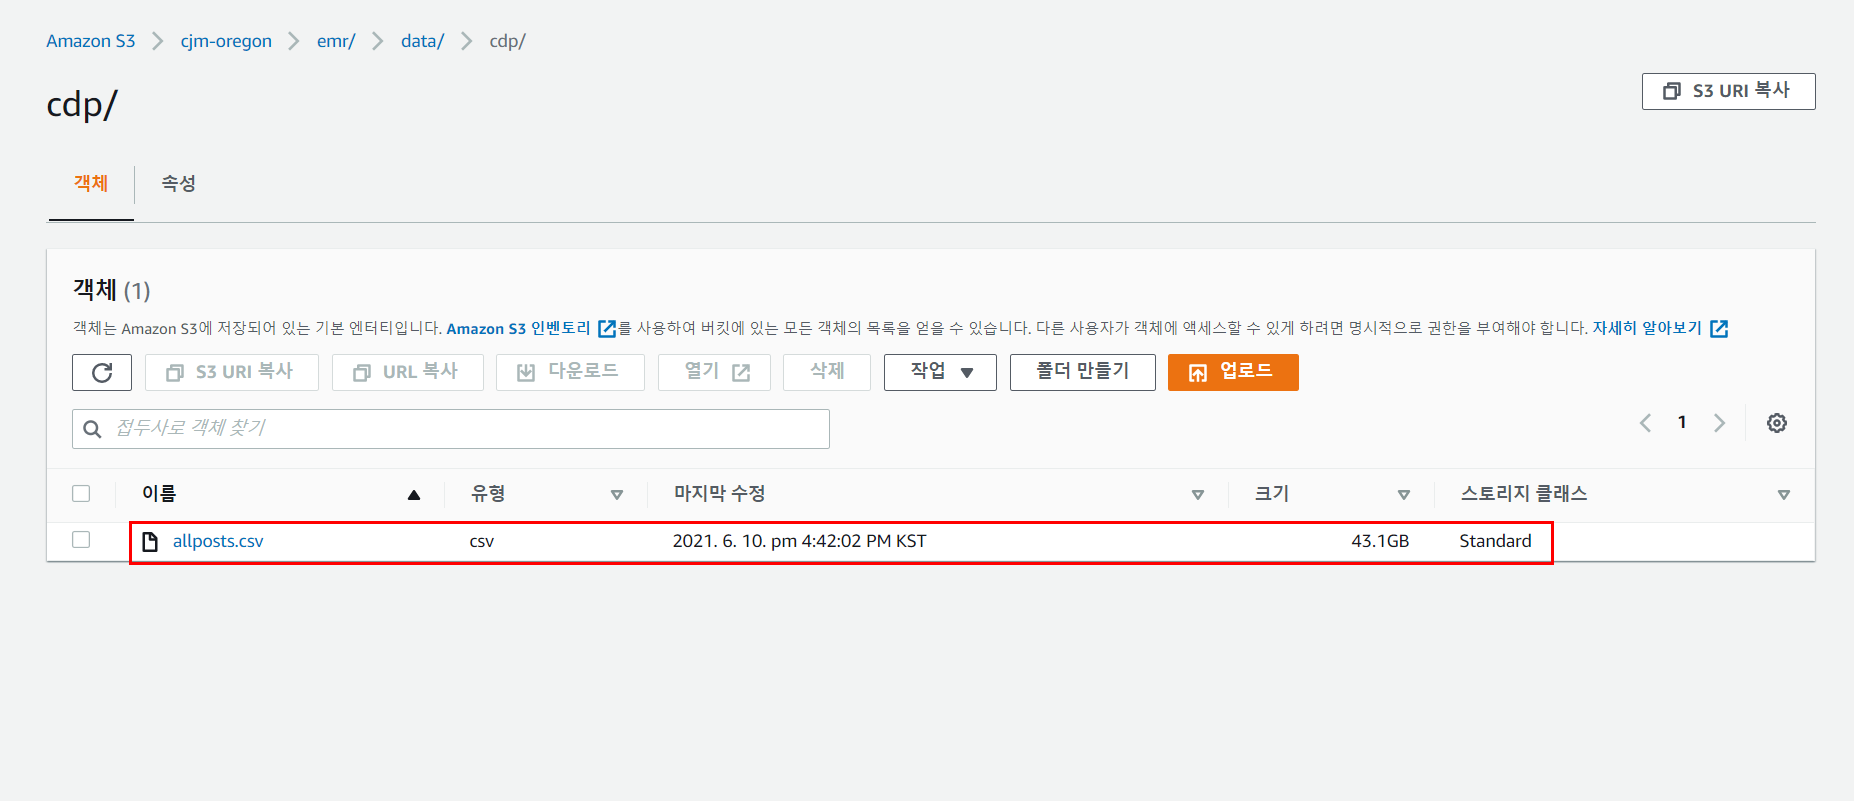 Amazon S3 > cjm-oregon > emr/ > data/ > cdp/
cdp/
S3 URI 복사
객체 속성
객체 (1)
객체는 Amazon S3에 저장되어 있는 기본 엔터티입니다. Amazon S3 인벤토리 를 사용하여 버킷에 있는 모든 객체의 목록을 얻을 수 있습니다. 다른 사용자가 객체에 액세스할 수 있게 하려면 명시적으로 권한을 부여해야 합니다. 자세히 알아보기
S3 URI 복사 URL 복사 다운로드 열기 삭제 작업 폴더 만들기 업로드
접두사로 객체 찾기
1
이름 유형 마지막 수정 크기 스토리지 클래스
allposts.csv csv 2021. 6. 10. pm 4:42:02 PM KST 43.1GB Standard